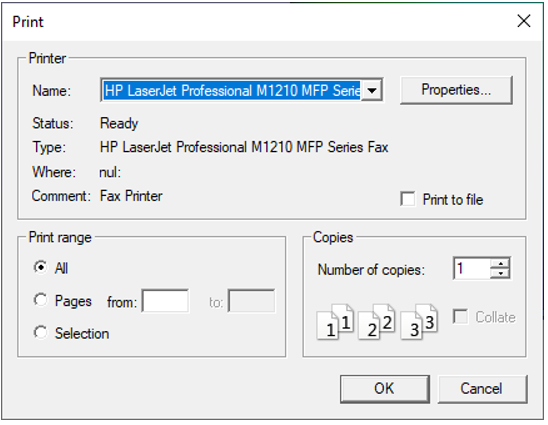 Print
Printer
Name: HP LaserJet Professional M1210 MFP Serie Properties...
Status: Ready
Type: HP LaserJet Professional M1210 MFP Series Fax
Where: nul:
Comment: Fax Printer Print to file
Print range
All
Pages from: to:
Selection
Copies
Number of copies: 1
1 1 2 2 3 3 Collate
OK Cancel